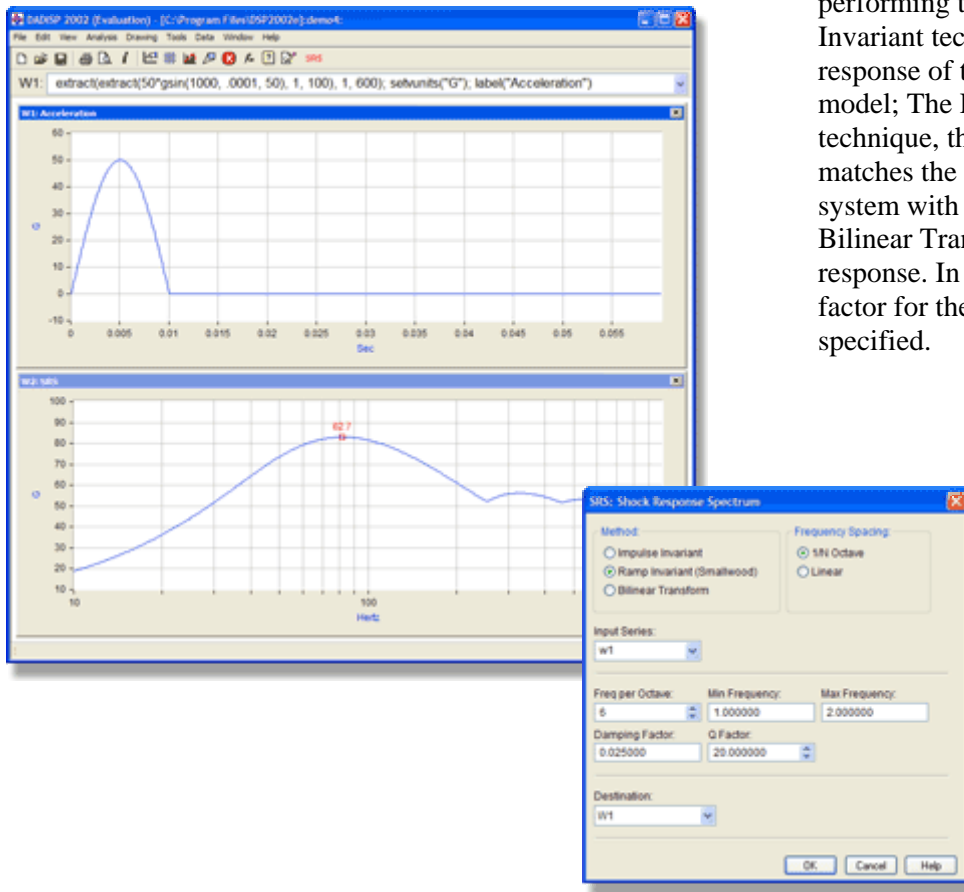 DADiSP 2002 (Evaluation) - [C:\Program Files\DSP2002e]:demo4:
File Edit View Analysis Drawing Tools Data Window Help
SRS
W1: extract(extract(50*gsin(1000, .0001, 50), 1, 100), 1, 600); setvunits("G"); label("Acceleration")
W1: Acceleration
60
50
40
30
20
10
0
-10
G
0 0.005 0.01 0.015 0.02 0.025 0.03 0.035 0.04 0.045 0.05 0.055
Sec
W2: SRS
100
90
80
70
60
50
40
30
20
10
G
82.7
10 100
Hertz
performing
Invariant tec
response of
model; The
technique, th
matches the
system with
Bilinear Tra
response. In
factor for the
specified.
SRS: Shock Response Spectrum
Method: Frequency Spacing:
Impulse Invariant 1/N Octave
Ramp Invariant (Smallwood) Linear
Bilinear Transform
Input Series:
w1
Freq per Octave: Min Frequency: Max Frequency:
6 1.000000 2.000000
Damping Factor: Q Factor:
0.025000 20.000000
Destination:
W1
OK Cancel Help